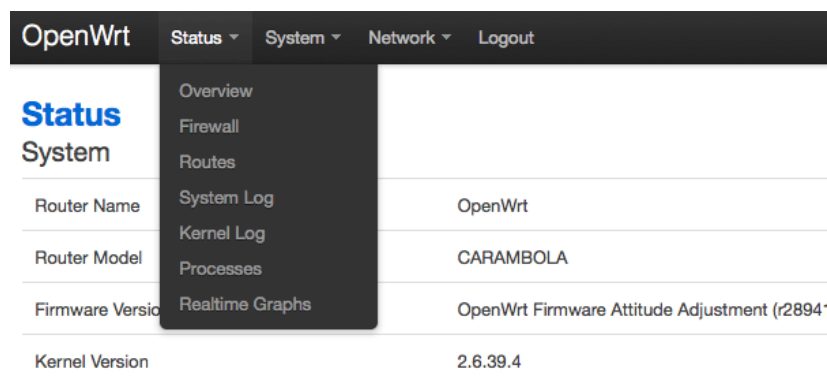 OpenWrt Status System Network Logout
Overview
Firewall
Routes
System Log
Kernel Log
Processes
Realtime Graphs
Status
System
Router Name OpenWrt
Router Model CARAMBOLA
Firmware Versio OpenWrt Firmware Attitude Adjustment (r28941
Kernel Version 2.6.39.4